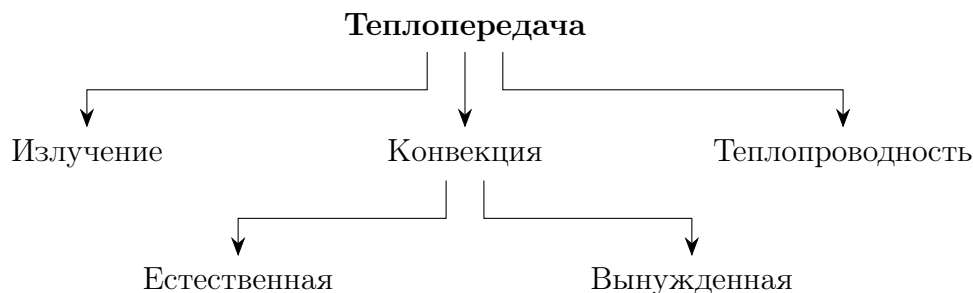 Теплопередача
Излучение Конвекция Теплопроводность
Естественная Вынужденная